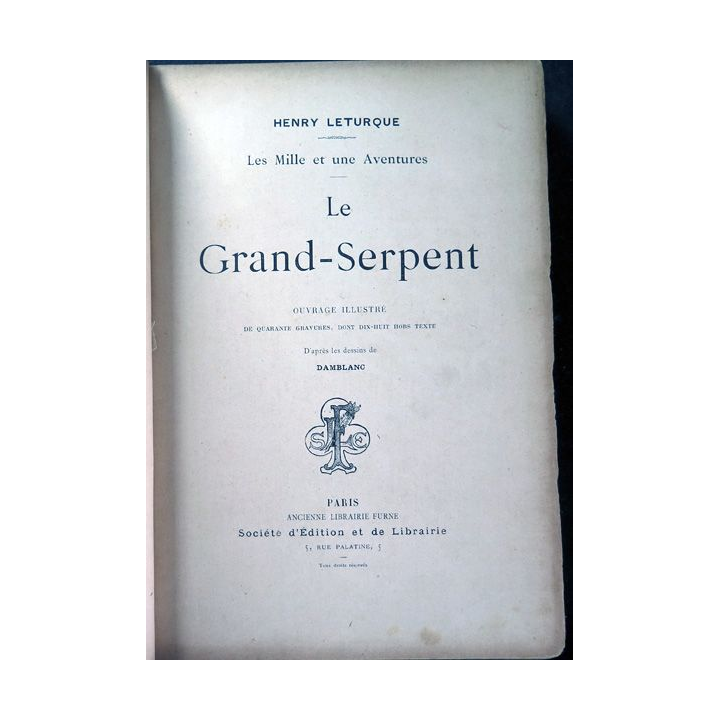 HENRY LETURQUE
Les Mille et une Aventures
Le
Grand-Serpent
OUVRAGE ILLUSTRÉ
DE QUARANTE GRAVURES, DONT DIX-HUIT HORS TEXTE
D'après les dessins de
DAMBLANC
PARIS
ANCIENNE LIBRAIRIE FURNE
Société d'Édition et de Librairie
5, RUE PALATINE, 5
Tous droits réservés